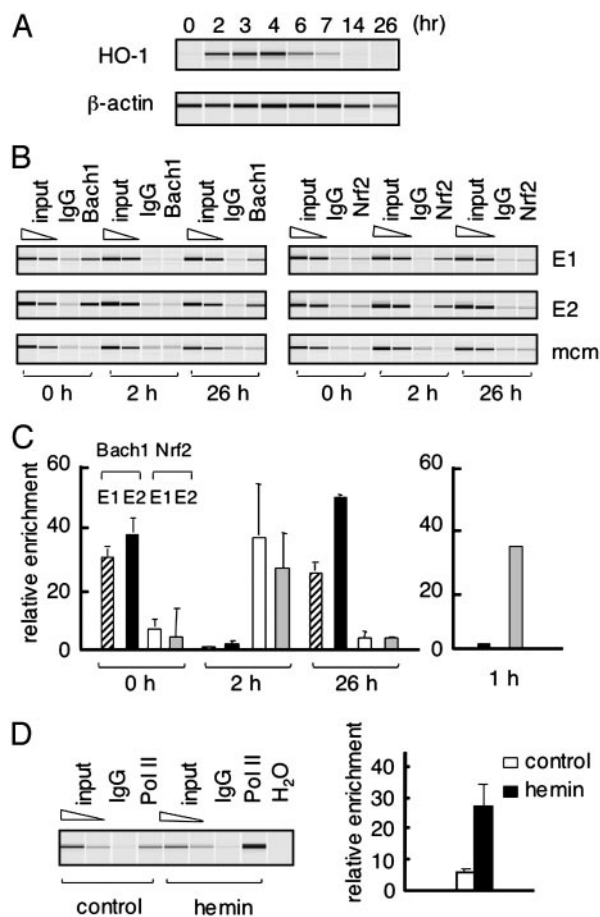 A
0 2 3 4 6 7 14 26 (hr)
HO-1
β-actin
B
input IgG Bach1 input IgG Bach1 input IgG Bach1 input IgG Nrf2 input IgG Nrf2 input IgG Nrf2
E1
E2
mcm
0 h 2 h 26 h 0 h 2 h 26 h
C
relative enrichment
60
40
20
0
Bach1 Nrf2
E1 E2 E1 E2
0 h 2 h 26 h
60
40
20
0
1 h
D
input IgG Pol II input IgG Pol II H2O
control hemin
relative enrichment
40
30
20
10
0
control
hemin